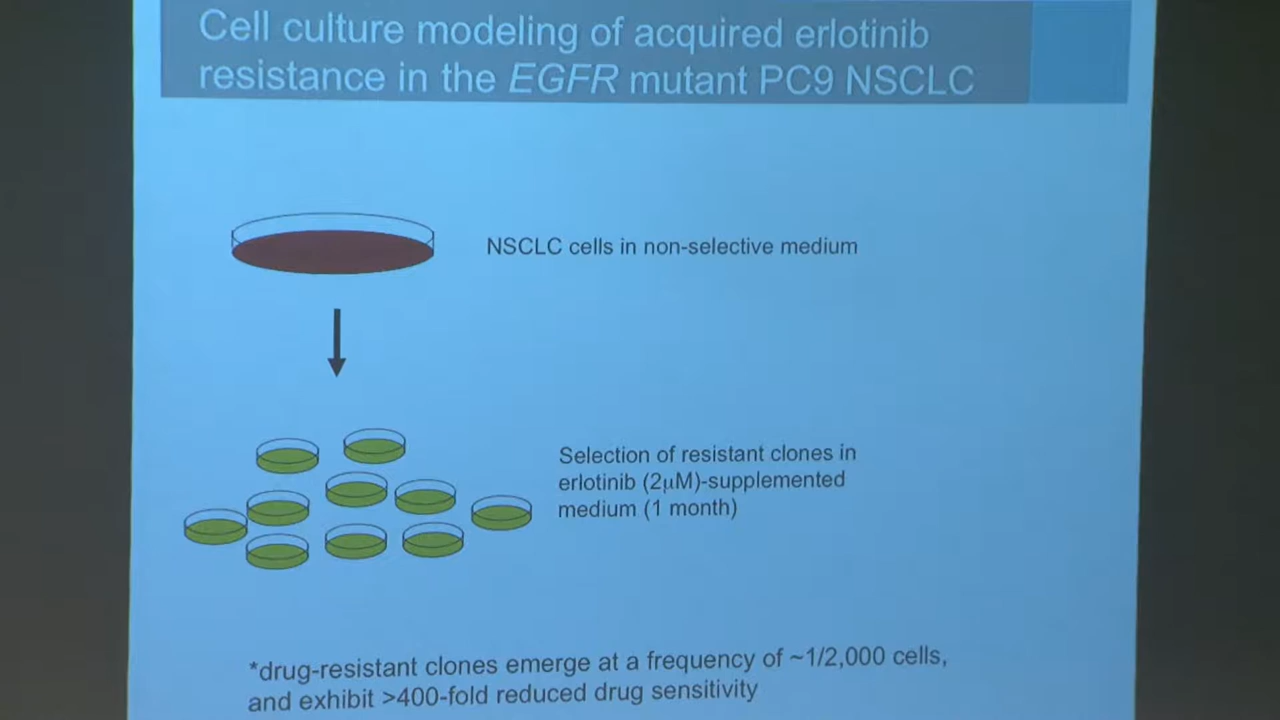 Cell culture modeling of acquired erlotinib
resistance in the EGFR mutant PC9 NSCLC
NSCLC cells in non-selective medium
Selection of resistant clones in
erlotinib (2μM)-supplemented
medium (1 month)
*drug-resistant clones emerge at a frequency of ~1/2,000 cells,
and exhibit >400-fold reduced drug sensitivity